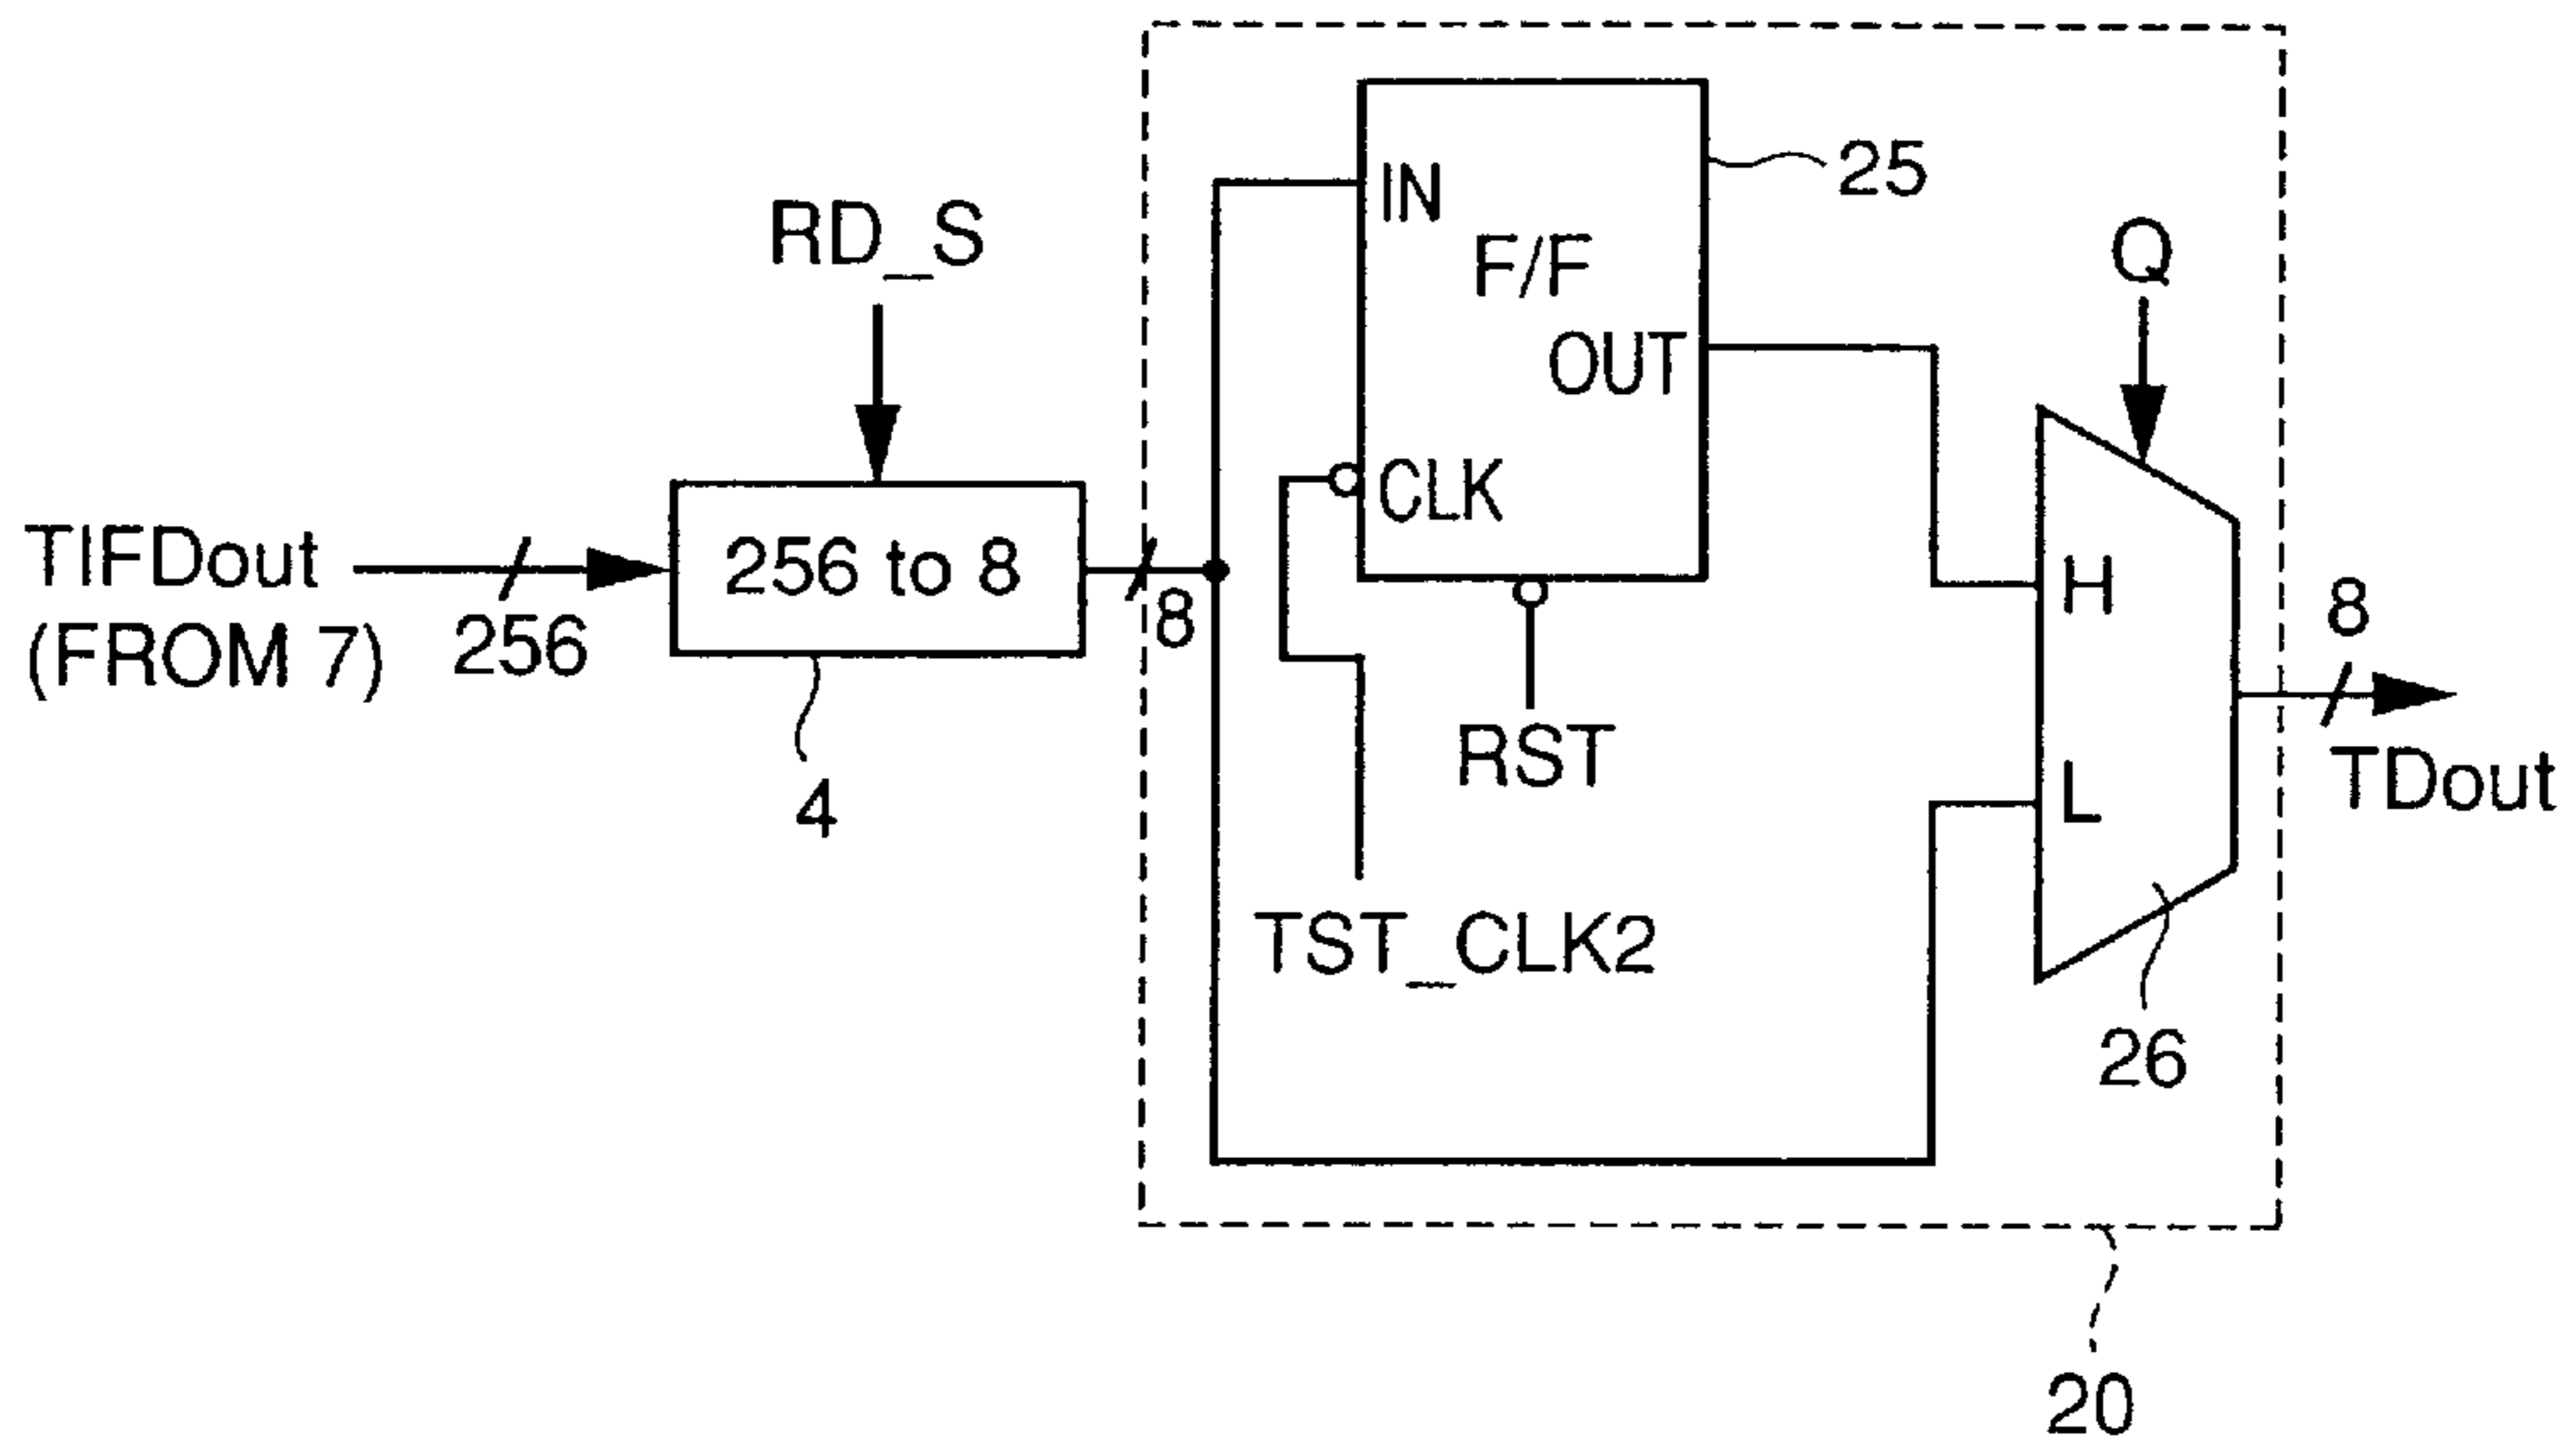 RD_S
TIFDout
(FROM 7)
256
256 to 8
4
8
IN
F/F
OUT
CLK
RST
TST_CLK2
25
Q
H
L
26
8
TDout
20